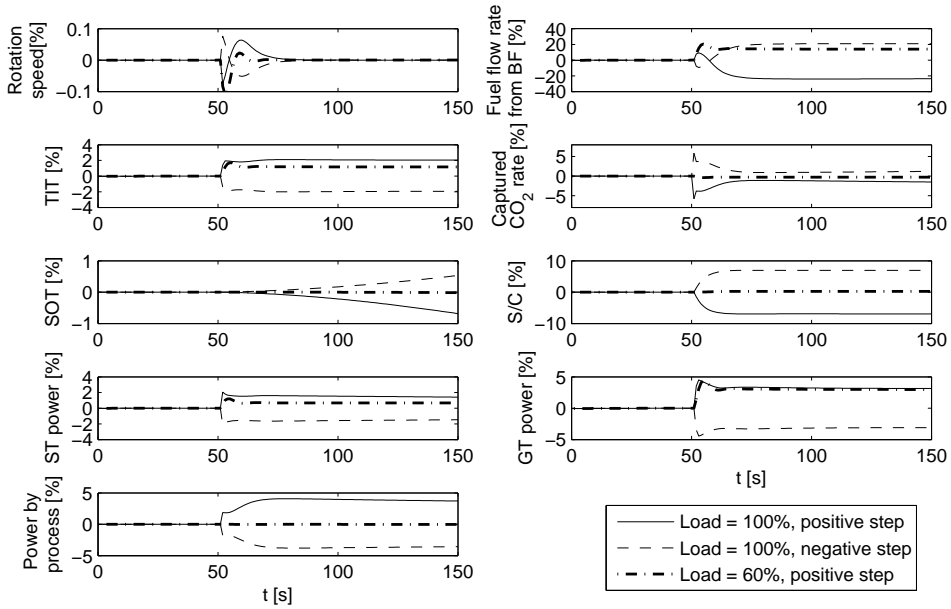 Rotation
speed[%]
0.1
0
−0.1
0 50 100 150
Fuel flow rate
from BF [%]
40
20
0
−20
−40
0 50 100 150
TIT [%]
4
2
0
−2
−4
0 50 100 150
Captured
CO2 rate [%]
5
0
−5
0 50 100 150
SOT [%]
1
0
−1
0 50 100 150
S/C [%]
10
0
−10
0 50 100 150
ST power [%]
4
2
0
−2
−4
0 50 100 150
GT power [%]
5
0
−5
0 50 100 150
t [s]
Power by
process [%]
5
0
−5
0 50 100 150
t [s]
Load = 100%, positive step
Load = 100%, negative step
Load = 60%, positive step